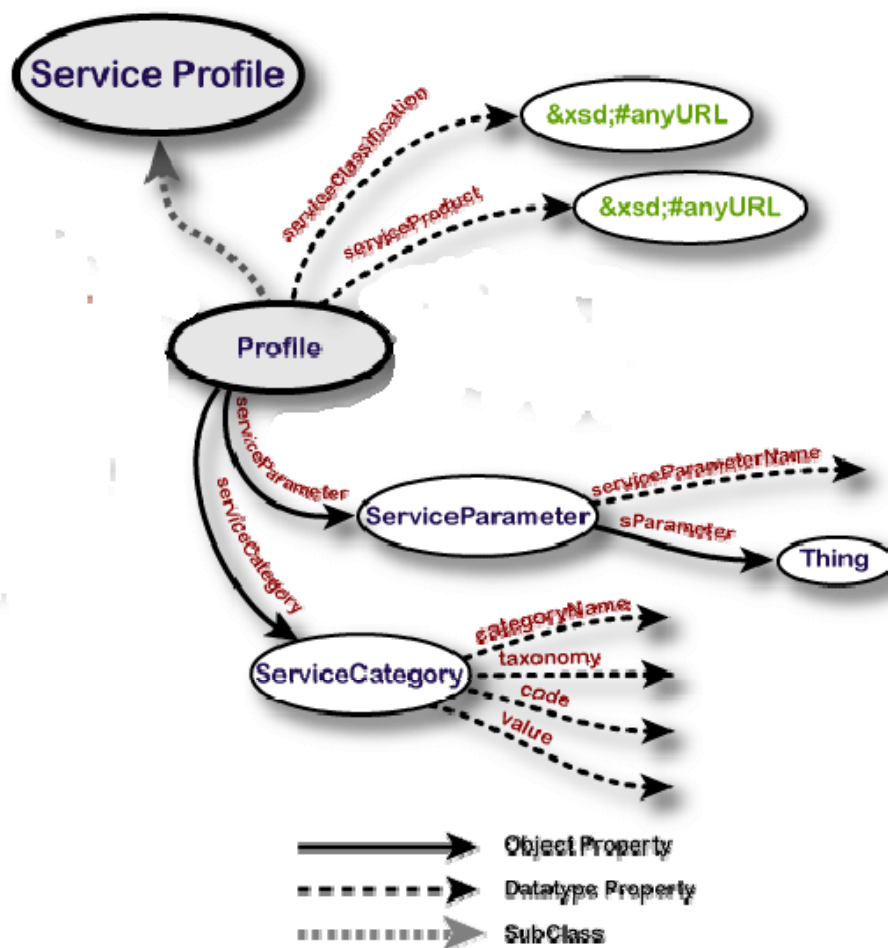 Service Profile
serviceClassification
&xsd;#anyURL
serviceProduct
&xsd;#anyURL
Profile
serviceParameter
serviceCategory
serviceParameterName
ServiceParameter
sParameter
Thing
categoryName
ServiceCategory
taxonomy
code
value
Object Property
Datatype Property
SubClass